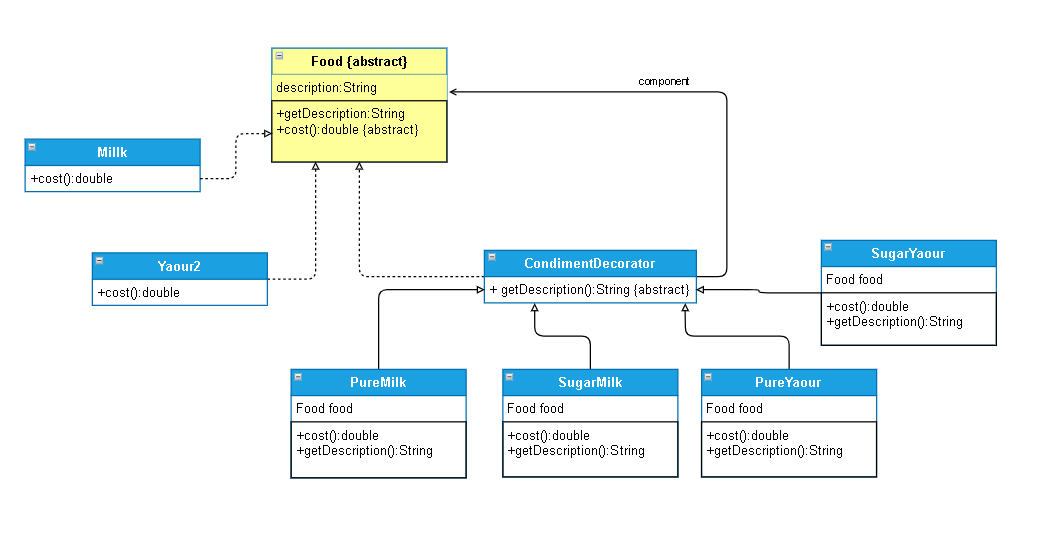 Food {abstract}
description:String
+getDescription:String
+cost():double {abstract}
component
Millk
+cost():double
Yaour2
+cost():double
CondimentDecorator
+ getDescription():String {abstract}
SugarYaour
Food food
+cost():double
+getDescription():String
PureMilk
Food food
+cost():double
+getDescription():String
SugarMilk
Food food
+cost():double
+getDescription():String
PureYaour
Food food
+cost():double
+getDescription():String